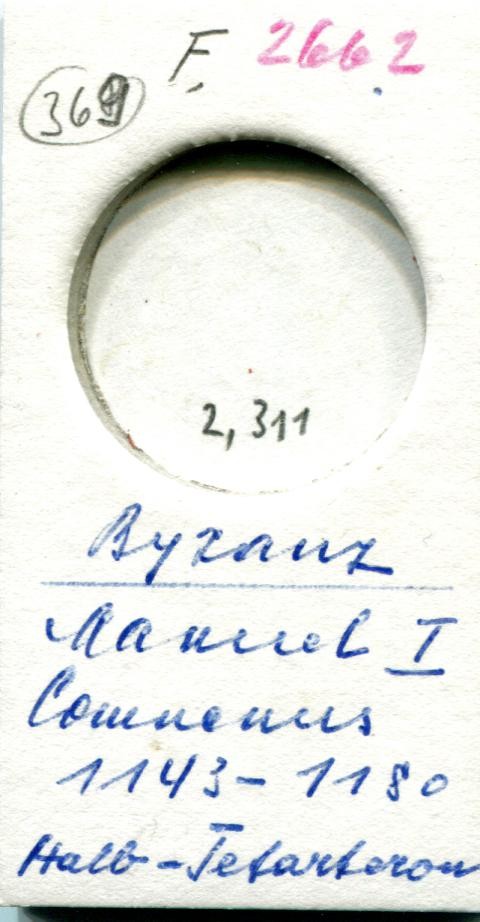 F. 2662
369
2,311
Byzanz
Manuel I
Comnenus
1143-1180
Halb-Tetarteron